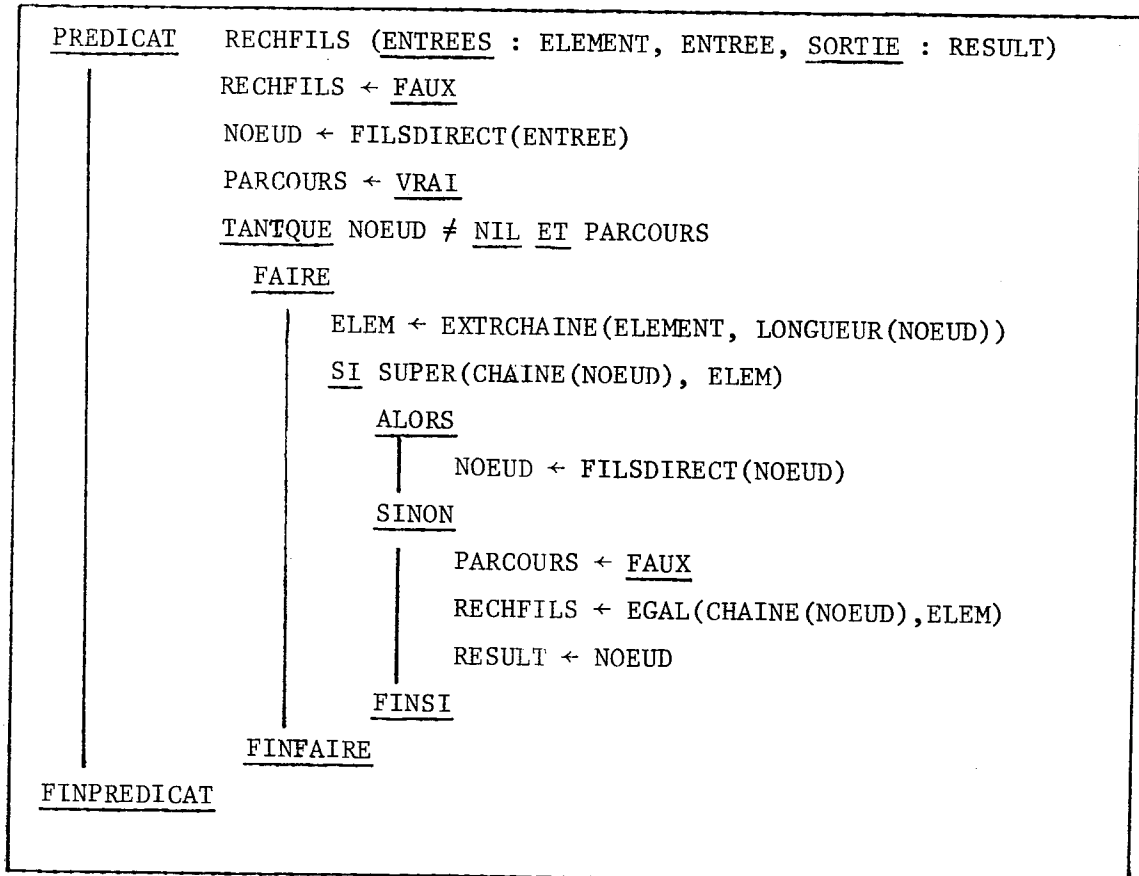 PREDICAT RECHFILS (ENTREES : ELEMENT, ENTREE, SORTIE : RESULT)
RECHFILS ← FAUX
NOEUD ← FILSDIRECT(ENTREE)
PARCOURS ← VRAI
TANTQUE NOEUD ≠ NIL ET PARCOURS
FAIRE
ELEM ← EXTRCHAINE(ELEMENT, LONGUEUR(NOEUD))
SI SUPER(CHAINE(NOEUD), ELEM)
ALORS
NOEUD ← FILSDIRECT(NOEUD)
SINON
PARCOURS ← FAUX
RECHFILS ← EGAL(CHAINE(NOEUD),ELEM)
RESULT ← NOEUD
FINSI
FINFAIRE
FINPREDICAT